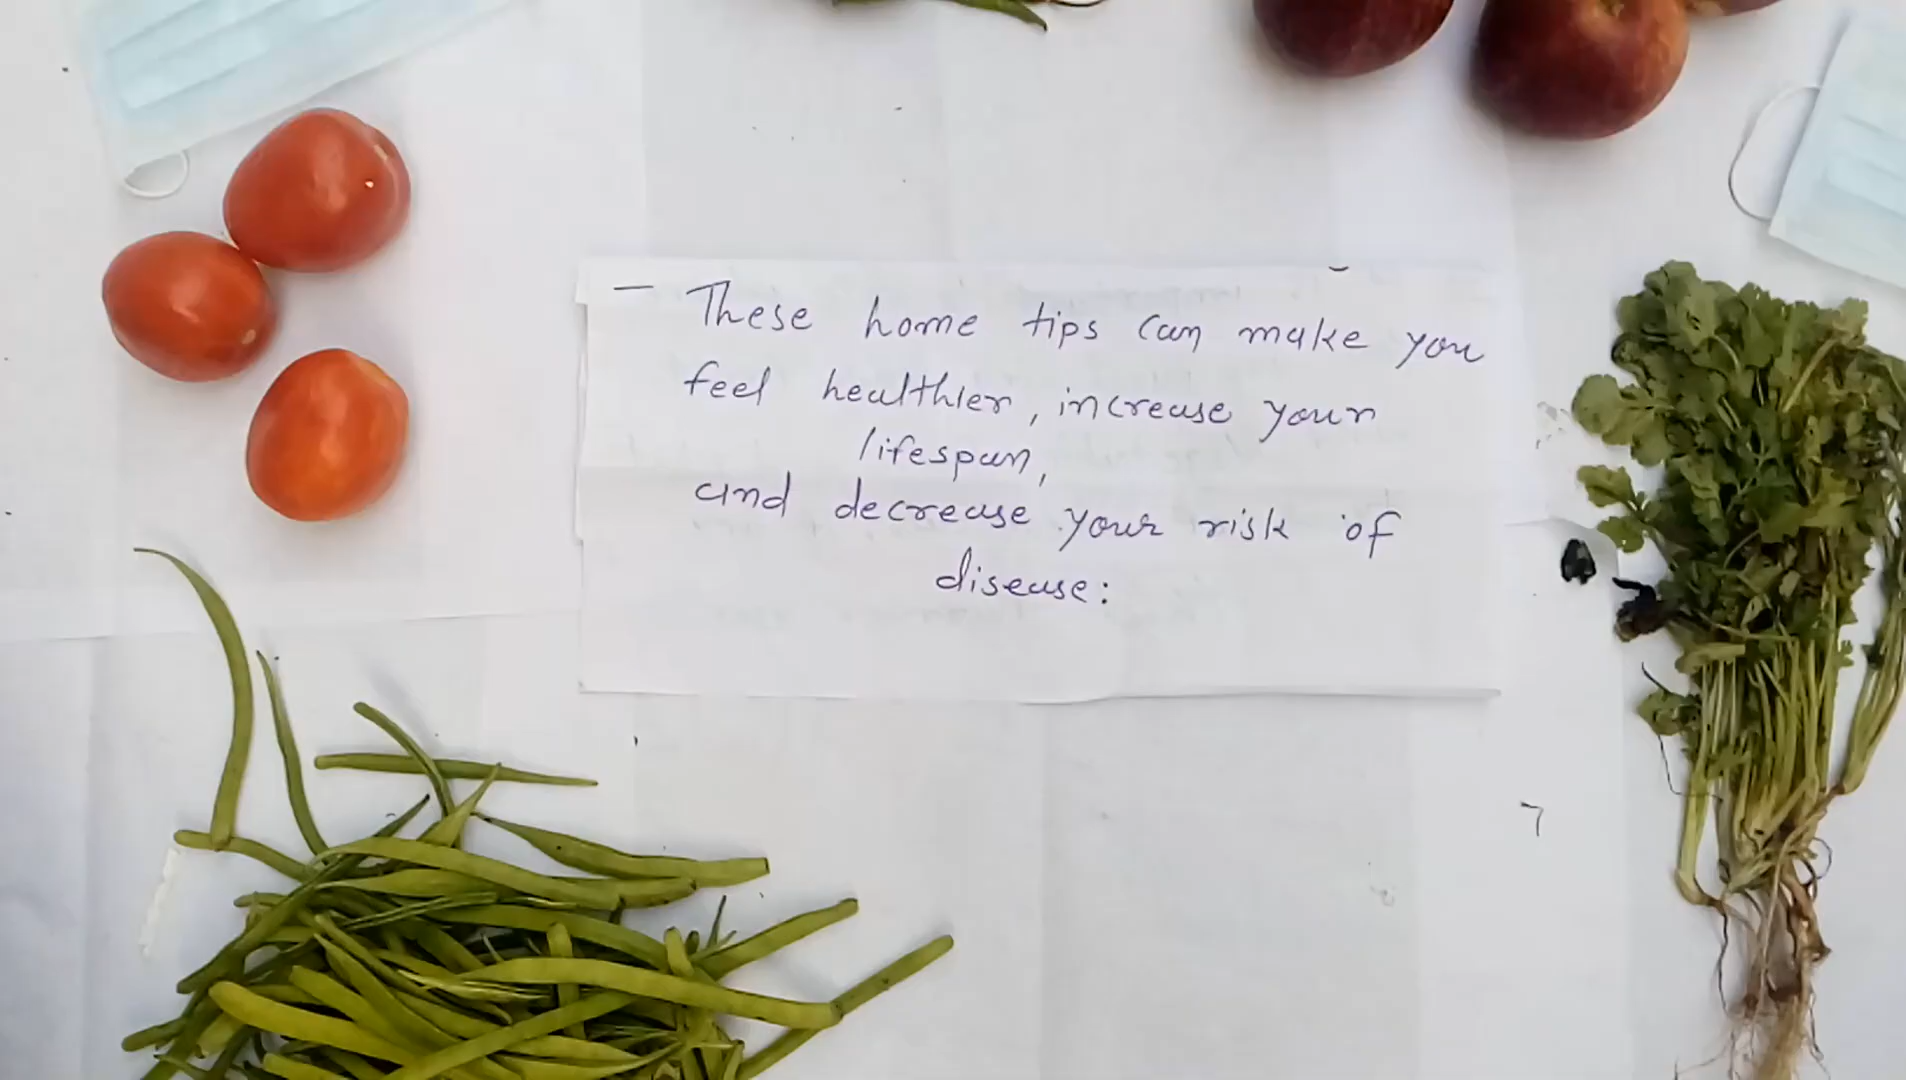 - These home tips can make you
feel healthier, increase your
lifespan,
and decrease your risk of
disease: